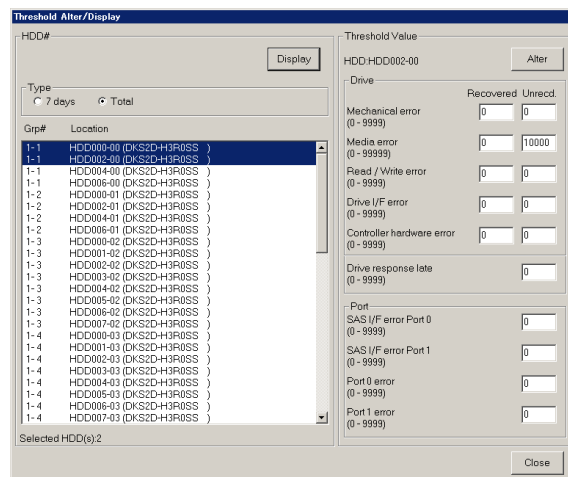 Threshold Alter/Display
HDD#
Display
Type
7 days Total
Grp# Location
1- 1 HDD000-00 (DKS2D-H3R0SS )
1- 1 HDD002-00 (DKS2D-H3R0SS )
1- 1 HDD004-00 (DKS2D-H3R0SS )
1- 1 HDD006-00 (DKS2D-H3R0SS )
1- 2 HDD000-01 (DKS2D-H3R0SS )
1- 2 HDD002-01 (DKS2D-H3R0SS )
1- 2 HDD004-01 (DKS2D-H3R0SS )
1- 2 HDD006-01 (DKS2D-H3R0SS )
1- 3 HDD000-02 (DKS2D-H3R0SS )
1- 3 HDD001-02 (DKS2D-H3R0SS )
1- 3 HDD002-02 (DKS2D-H3R0SS )
1- 3 HDD003-02 (DKS2D-H3R0SS )
1- 3 HDD004-02 (DKS2D-H3R0SS )
1- 3 HDD005-02 (DKS2D-H3R0SS )
1- 3 HDD006-02 (DKS2D-H3R0SS )
1- 3 HDD007-02 (DKS2D-H3R0SS )
1- 4 HDD000-03 (DKS2D-H3R0SS )
1- 4 HDD001-03 (DKS2D-H3R0SS )
1- 4 HDD002-03 (DKS2D-H3R0SS )
1- 4 HDD003-03 (DKS2D-H3R0SS )
1- 4 HDD004-03 (DKS2D-H3R0SS )
1- 4 HDD005-03 (DKS2D-H3R0SS )
1- 4 HDD006-03 (DKS2D-H3R0SS )
1- 4 HDD007-03 (DKS2D-H3R0SS )
Selected HDD(s):2
Threshold Value
HDD:HDD002-00 Alter
Drive
Recovered Unrecd.
Mechanical error 0 0
(0 - 9999)
Media error 0 10000
(0 - 99999)
Read / Write error 0 0
(0 - 9999)
Drive I/F error 0 0
(0 - 9999)
Controller hardware error 0 0
(0 - 9999)
Drive response late 0
(0 - 9999)
Port
SAS I/F error Port 0 0
(0 - 9999)
SAS I/F error Port 1 0
(0 - 9999)
Port 0 error 0
(0 - 9999)
Port 1 error 0
(0 - 9999)
Close